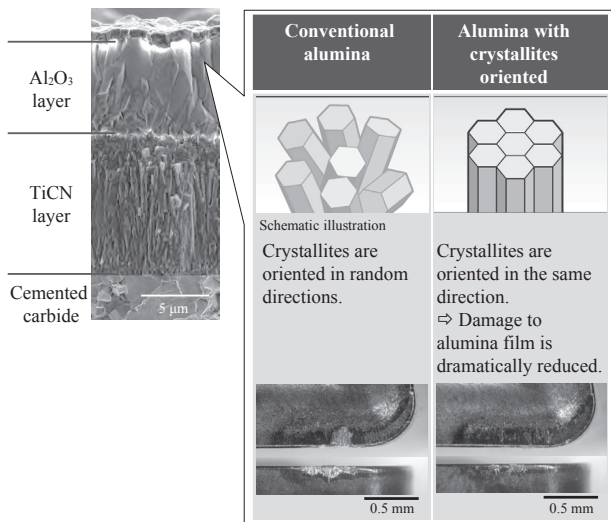 Al₂O₃
layer
TiCN
layer
Cemented
carbide
5 μm
Conventional
alumina
Schematic illustration
Crystallites are
oriented in random
directions.
0.5 mm
Alumina with
crystallites
oriented
Crystallites are
oriented in the same
direction.
⇨ Damage to
alumina film is
dramatically reduced.
0.5 mm